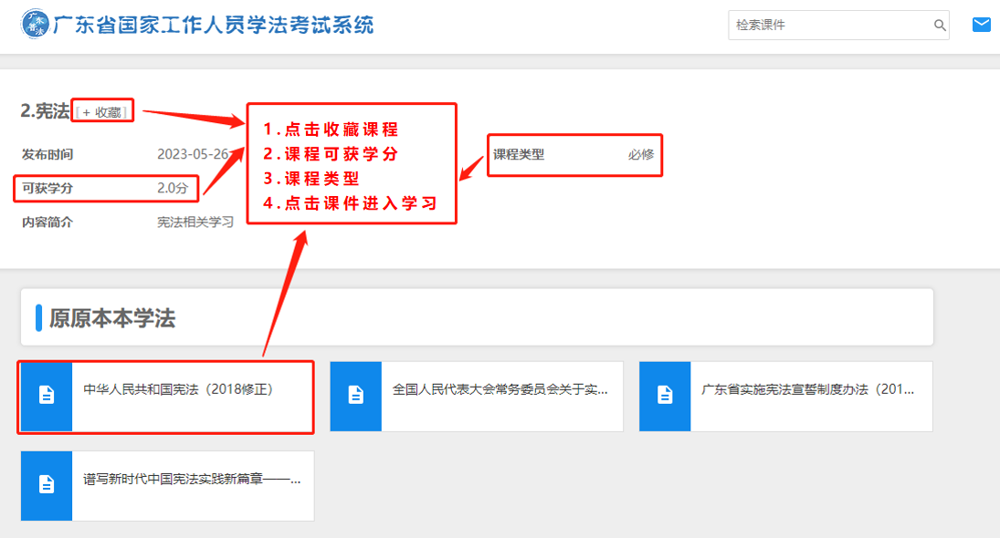 广东普法
广东省国家工作人员学法考试系统
检索课件
2.宪法 [ + 收藏 ]
发布时间 2023-05-26
可获学分 2.0分
内容简介 宪法相关学习
1.点击收藏课程
2.课程可获学分
3.课程类型
4.点击课件进入学习
课程类型 必修
原原本本学法
中华人民共和国宪法（2018修正）
全国人民代表大会常务委员会关于实...
广东省实施宪法宣誓制度办法（201...
谱写新时代中国宪法实践新篇章——...